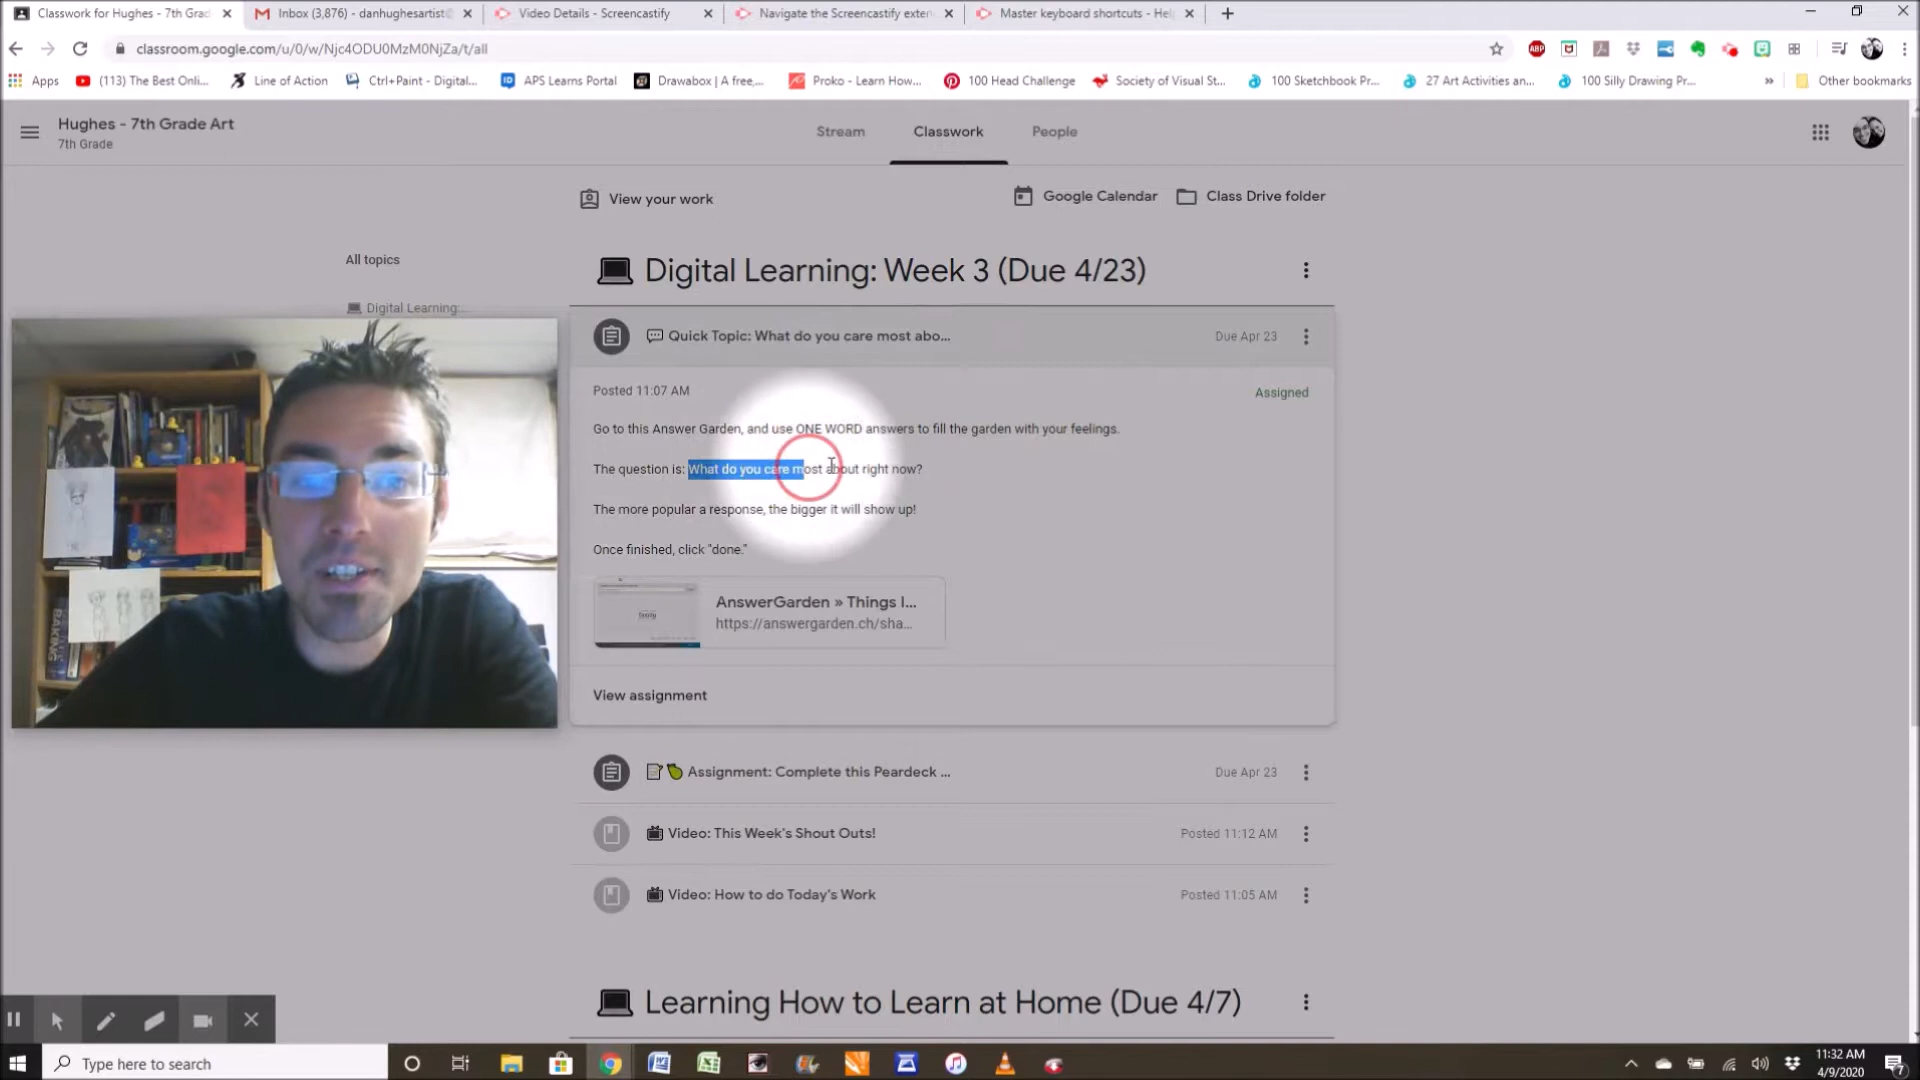 Classwork for Hughes - 7th Grad
Inbox (3,876) - danhughesartist
Video Details - Screencastify
Navigate the Screencastify exten
Master keyboard shortcuts - Hel
classroom.google.com/u/0/w/Njc4ODU0MzM0NjZa/t/all
Apps
(113) The Best Onli...
Line of Action
Ctrl+Paint - Digital...
APS Learns Portal
Drawabox | A free,...
Proko - Learn How...
100 Head Challenge
Society of Visual St...
100 Sketchbook Pr...
27 Art Activities an...
100 Silly Drawing Pr...
Other bookmarks
Hughes - 7th Grade Art
7th Grade
Stream
Classwork
People
View your work
Google Calendar
Class Drive folder
All topics
Digital Learning:...
Digital Learning: Week 3 (Due 4/23)
Quick Topic: What do you care most abo...
Due Apr 23
Posted 11:07 AM
Assigned
Go to this Answer Garden, and use ONE WORD answers to fill the garden with your feelings.
The question is: What do you care most about right now?
The more popular a response, the bigger it will show up!
Once finished, click "done."
AnswerGarden » Things I...
https://answergarden.ch/sha...
View assignment
Assignment: Complete this Peardeck ...
Due Apr 23
Video: This Week's Shout Outs!
Posted 11:12 AM
Video: How to do Today's Work
Posted 11:05 AM
Learning How to Learn at Home (Due 4/7)
BAKING
Type here to search
11:32 AM
4/9/2020